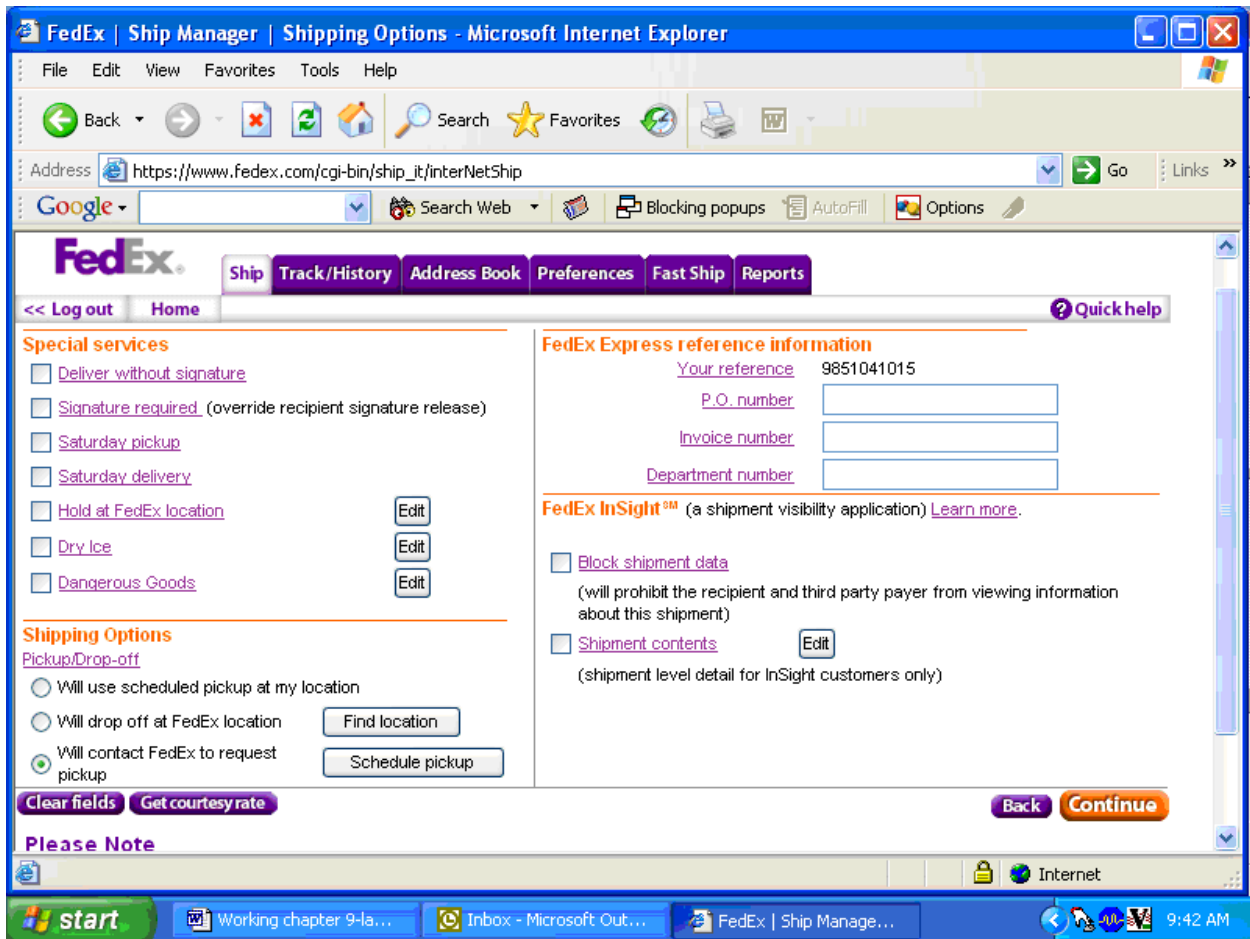 FedEx | Ship Manager | Shipping Options - Microsoft Internet Explorer
File Edit View Favorites Tools Help
Back Search Favorites
Address https://www.fedex.com/cgi-bin/ship_it/interNetShip Go Links »
Google Search Web Blocking popups AutoFill Options
FedEx® Ship Track/History Address Book Preferences Fast Ship Reports
<< Log out Home ? Quick help
Special services
Deliver without signature
Signature required (override recipient signature release)
Saturday pickup
Saturday delivery
Hold at FedEx location Edit
Dry Ice Edit
Dangerous Goods Edit
Shipping Options
Pickup/Drop-off
Will use scheduled pickup at my location
Will drop off at FedEx location Find location
Will contact FedEx to request
pickup Schedule pickup
FedEx Express reference information
Your reference 9851041015
P.O. number
Invoice number
Department number
FedEx InSight℠ (a shipment visibility application) Learn more.
Block shipment data
(will prohibit the recipient and third party payer from viewing information
about this shipment)
Shipment contents Edit
(shipment level detail for InSight customers only)
Clear fields Get courtesy rate Back Continue
Please Note
Internet
start Working chapter 9-la... Inbox - Microsoft Out... FedEx | Ship Manage... 9:42 AM